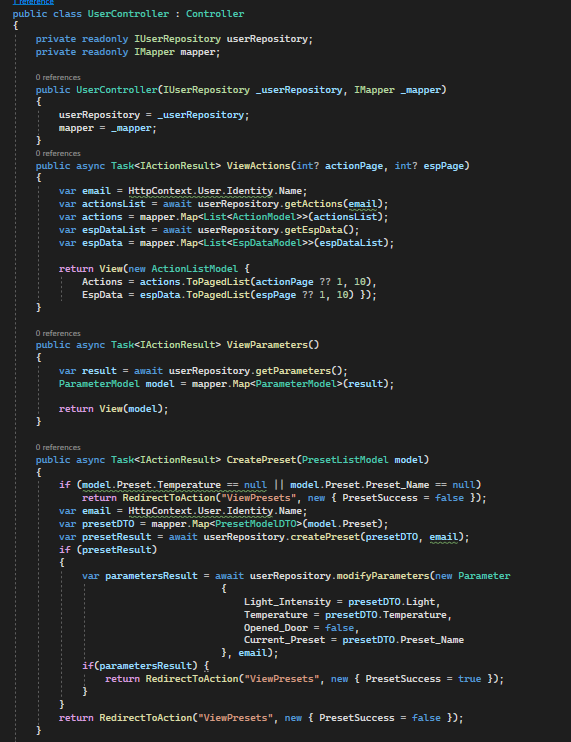 1 reference
public class UserController : Controller
{
private readonly IUserRepository userRepository;
private readonly IMapper mapper;
0 references
public UserController(IUserRepository _userRepository, IMapper _mapper)
{
userRepository = _userRepository;
mapper = _mapper;
}
0 references
public async Task<IActionResult> ViewActions(int? actionPage, int? espPage)
{
var email = HttpContext.User.Identity.Name;
var actionsList = await userRepository.getActions(email);
var actions = mapper.Map<List<ActionModel>>(actionsList);
var espDataList = await userRepository.getEspData();
var espData = mapper.Map<List<EspDataModel>>(espDataList);
return View(new ActionListModel {
Actions = actions.ToPagedList(actionPage ?? 1, 10),
EspData = espData.ToPagedList(espPage ?? 1, 10) });
}
0 references
public async Task<IActionResult> ViewParameters()
{
var result = await userRepository.getParameters();
ParameterModel model = mapper.Map<ParameterModel>(result);
return View(model);
}
0 references
public async Task<IActionResult> CreatePreset(PresetListModel model)
{
if (model.Preset.Temperature == null || model.Preset.Preset_Name == null)
return RedirectToAction("ViewPresets", new { PresetSuccess = false });
var email = HttpContext.User.Identity.Name;
var presetDTO = mapper.Map<PresetModelDTO>(model.Preset);
var presetResult = await userRepository.createPreset(presetDTO, email);
if (presetResult)
{
var parametersResult = await userRepository.modifyParameters(new Parameter
{
Light_Intensity = presetDTO.Light,
Temperature = presetDTO.Temperature,
Opened_Door = false,
Current_Preset = presetDTO.Preset_Name
}, email);
if(parametersResult) {
return RedirectToAction("ViewPresets", new { PresetSuccess = true });
}
}
return RedirectToAction("ViewPresets", new { PresetSuccess = false });
}